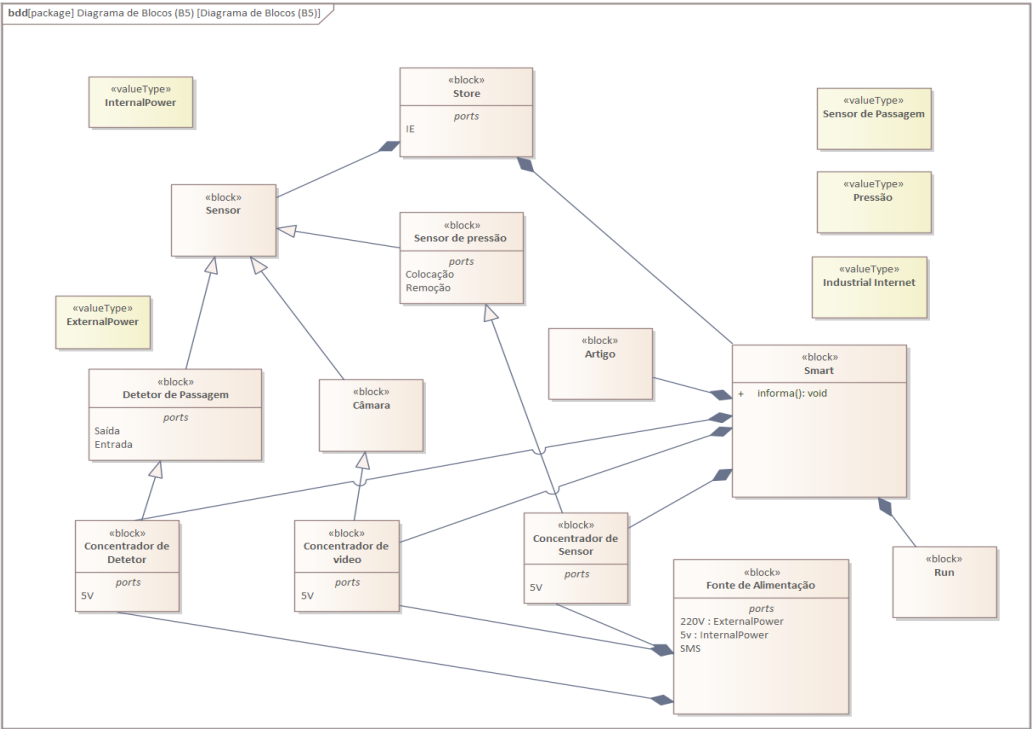 bdd[package] Diagrama de Blocos (B5) [Diagrama de Blocos (B5)]
«valueType»
InternalPower
«block»
Store
ports
IE
«valueType»
Sensor de Passagem
«valueType»
Pressão
«valueType»
Industrial Internet
«block»
Sensor
«block»
Sensor de pressão
ports
Colocação
Remoção
«valueType»
ExternalPower
«block»
Artigo
«block»
Smart
+ informa(): void
«block»
Detetor de Passagem
ports
Saída
Entrada
«block»
Câmara
«block»
Concentrador de
Detetor
ports
5V
«block»
Concentrador de
video
ports
5V
«block»
Concentrador de
Sensor
ports
5V
«block»
Fonte de Alimentação
ports
220V : ExternalPower
5v : InternalPower
SMS
«block»
Run